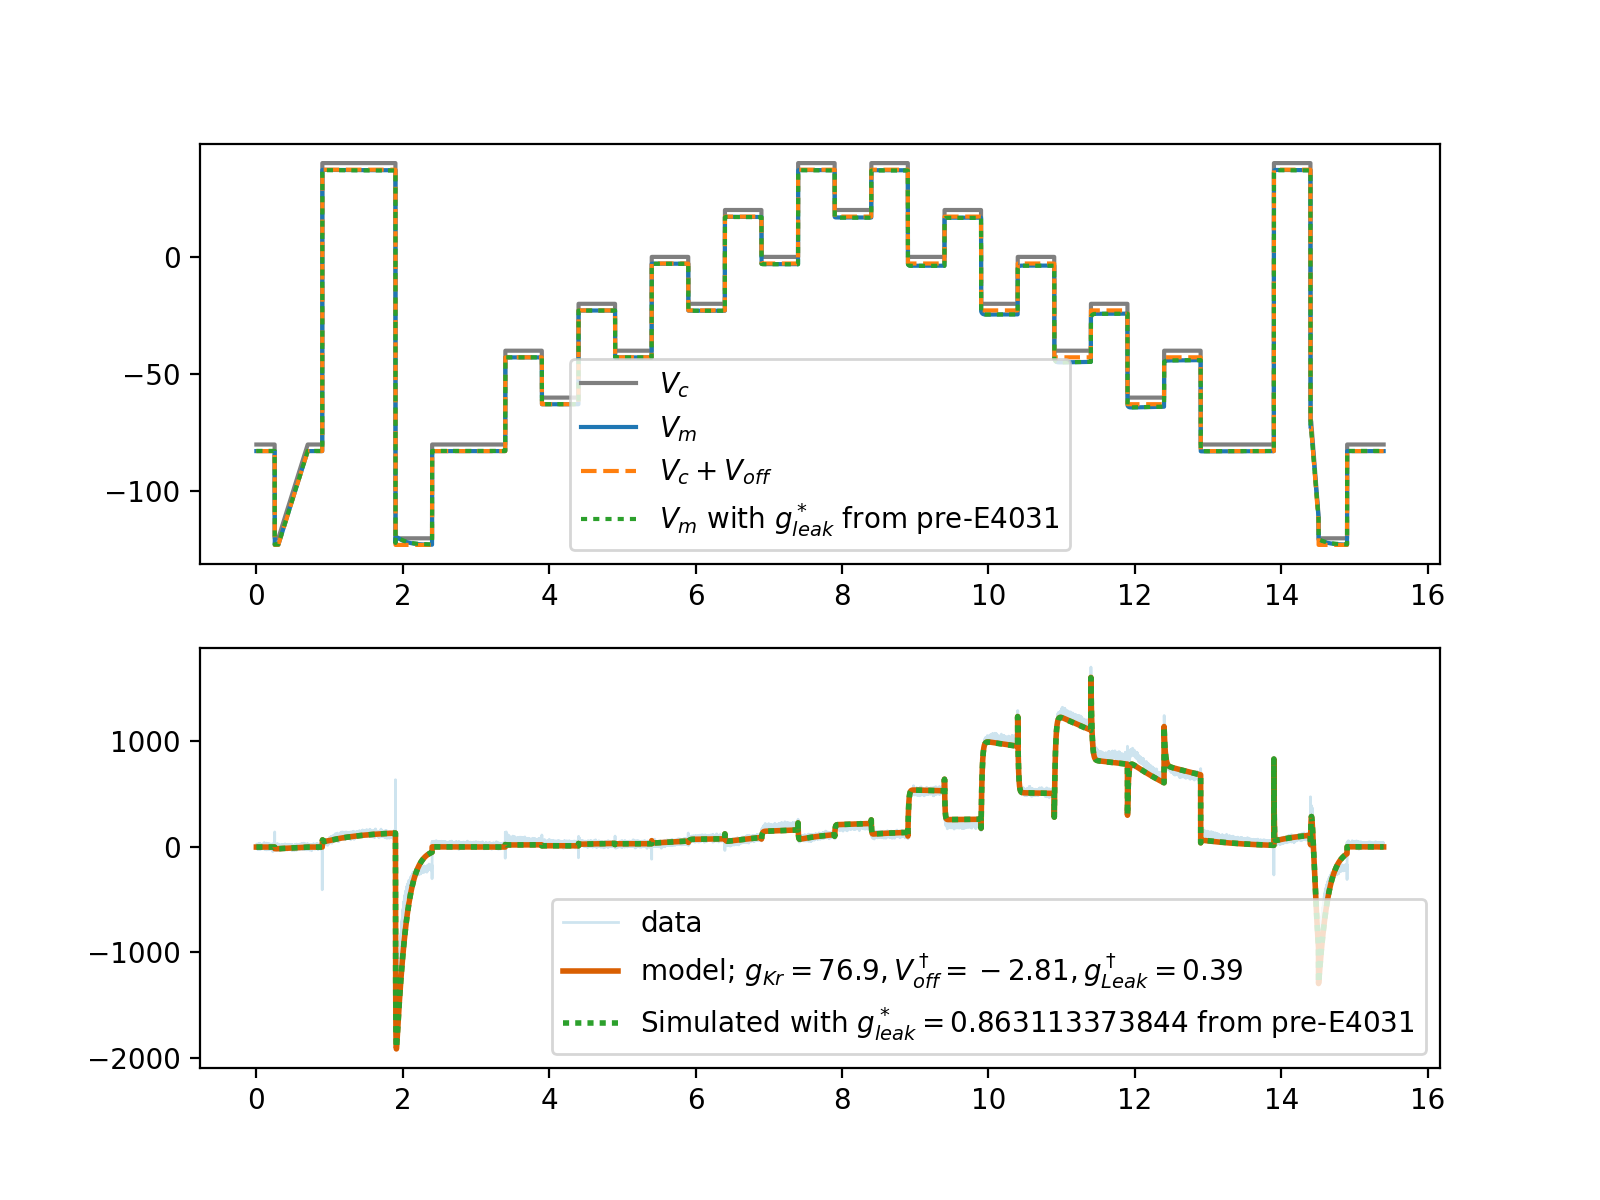 0
−50
−100
V_c
V_m
V_c + V_off
V_m with g*_leak from pre-E4031
0 2 4 6 8 10 12 14 16
1000
0
−1000
−2000
data
model; g_Kr = 76.9, V†_off = −2.81, g†_Leak = 0.39
Simulated with g*_leak = 0.863113373844 from pre-E4031
0 2 4 6 8 10 12 14 16